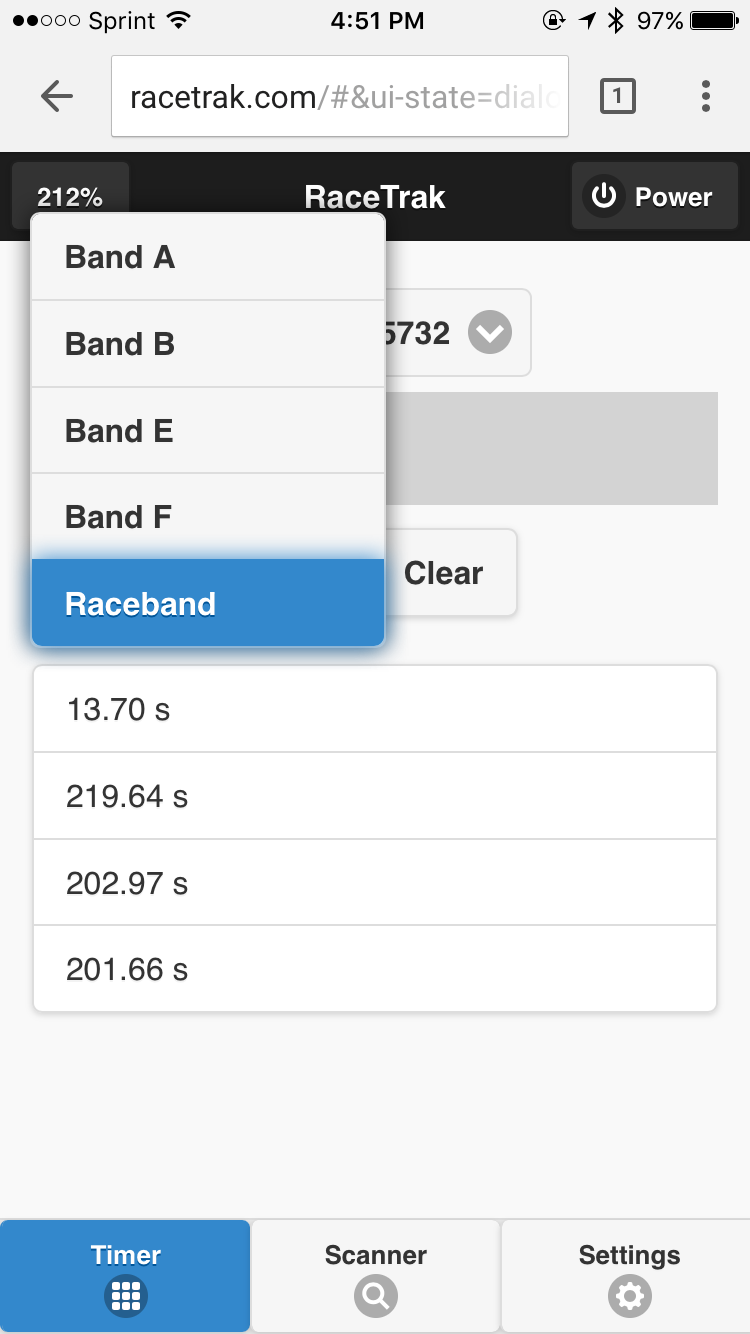 Sprint 4:51 PM 97%
racetrak.com/#&ui-state=dialo
1
212% RaceTrak Power
Band A
Band B
5732
Band E
Band F
Clear
Raceband
13.70 s
219.64 s
202.97 s
201.66 s
Timer Scanner Settings